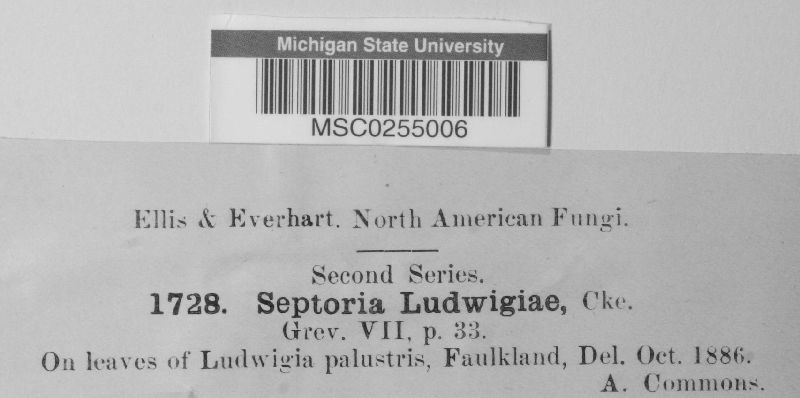 Michigan State University
MSC0255006
Ellis & Everhart. North American Fungi.
Second Series.
1728. Septoria Ludwigiae, Cke.
Grev. VII, p. 33.
On leaves of Ludwigia palustris, Faulkland, Del. Oct. 1886.
A. Commons.